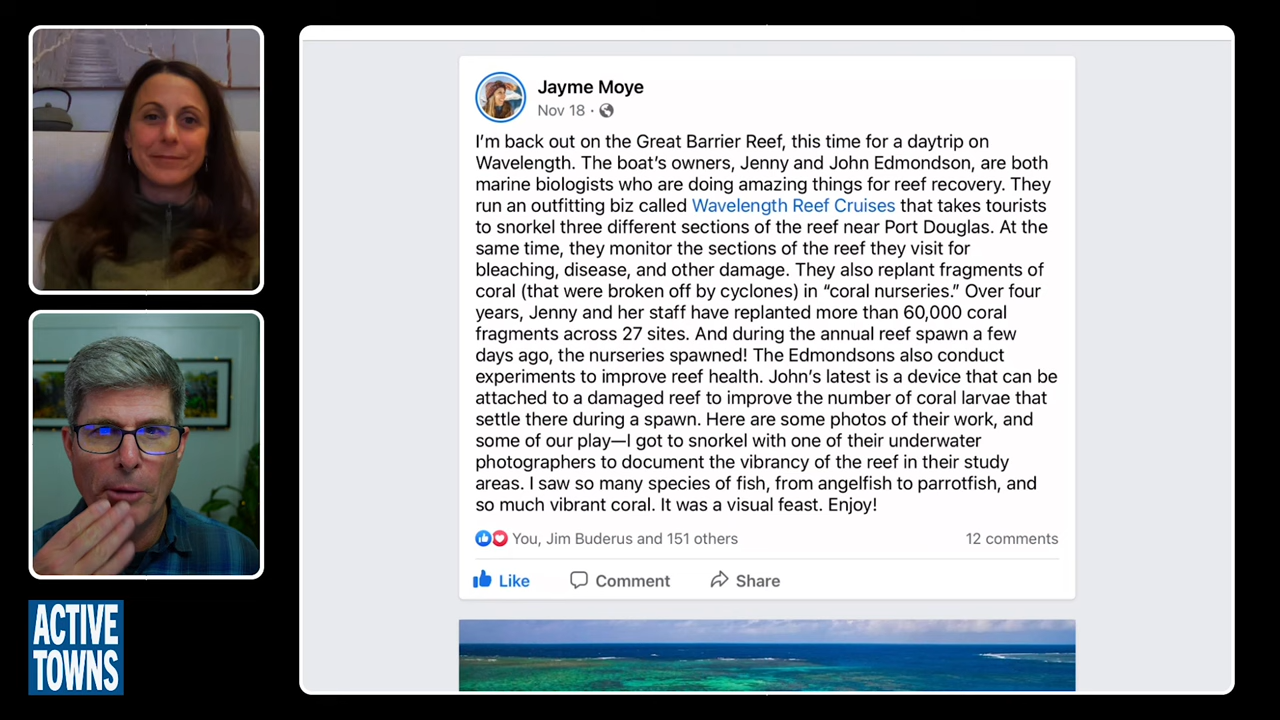 Jayme Moye
Nov 18 ·
I’m back out on the Great Barrier Reef, this time for a daytrip on
Wavelength. The boat’s owners, Jenny and John Edmondson, are both
marine biologists who are doing amazing things for reef recovery. They
run an outfitting biz called Wavelength Reef Cruises that takes tourists
to snorkel three different sections of the reef near Port Douglas. At the
same time, they monitor the sections of the reef they visit for
bleaching, disease, and other damage. They also replant fragments of
coral (that were broken off by cyclones) in “coral nurseries.” Over four
years, Jenny and her staff have replanted more than 60,000 coral
fragments across 27 sites. And during the annual reef spawn a few
days ago, the nurseries spawned! The Edmondsons also conduct
experiments to improve reef health. John’s latest is a device that can be
attached to a damaged reef to improve the number of coral larvae that
settle there during a spawn. Here are some photos of their work, and
some of our play—I got to snorkel with one of their underwater
photographers to document the vibrancy of the reef in their study
areas. I saw so many species of fish, from angelfish to parrotfish, and
so much vibrant coral. It was a visual feast. Enjoy!
You, Jim Buderus and 151 others
12 comments
Like
Comment
Share
ACTIVE
TOWNS